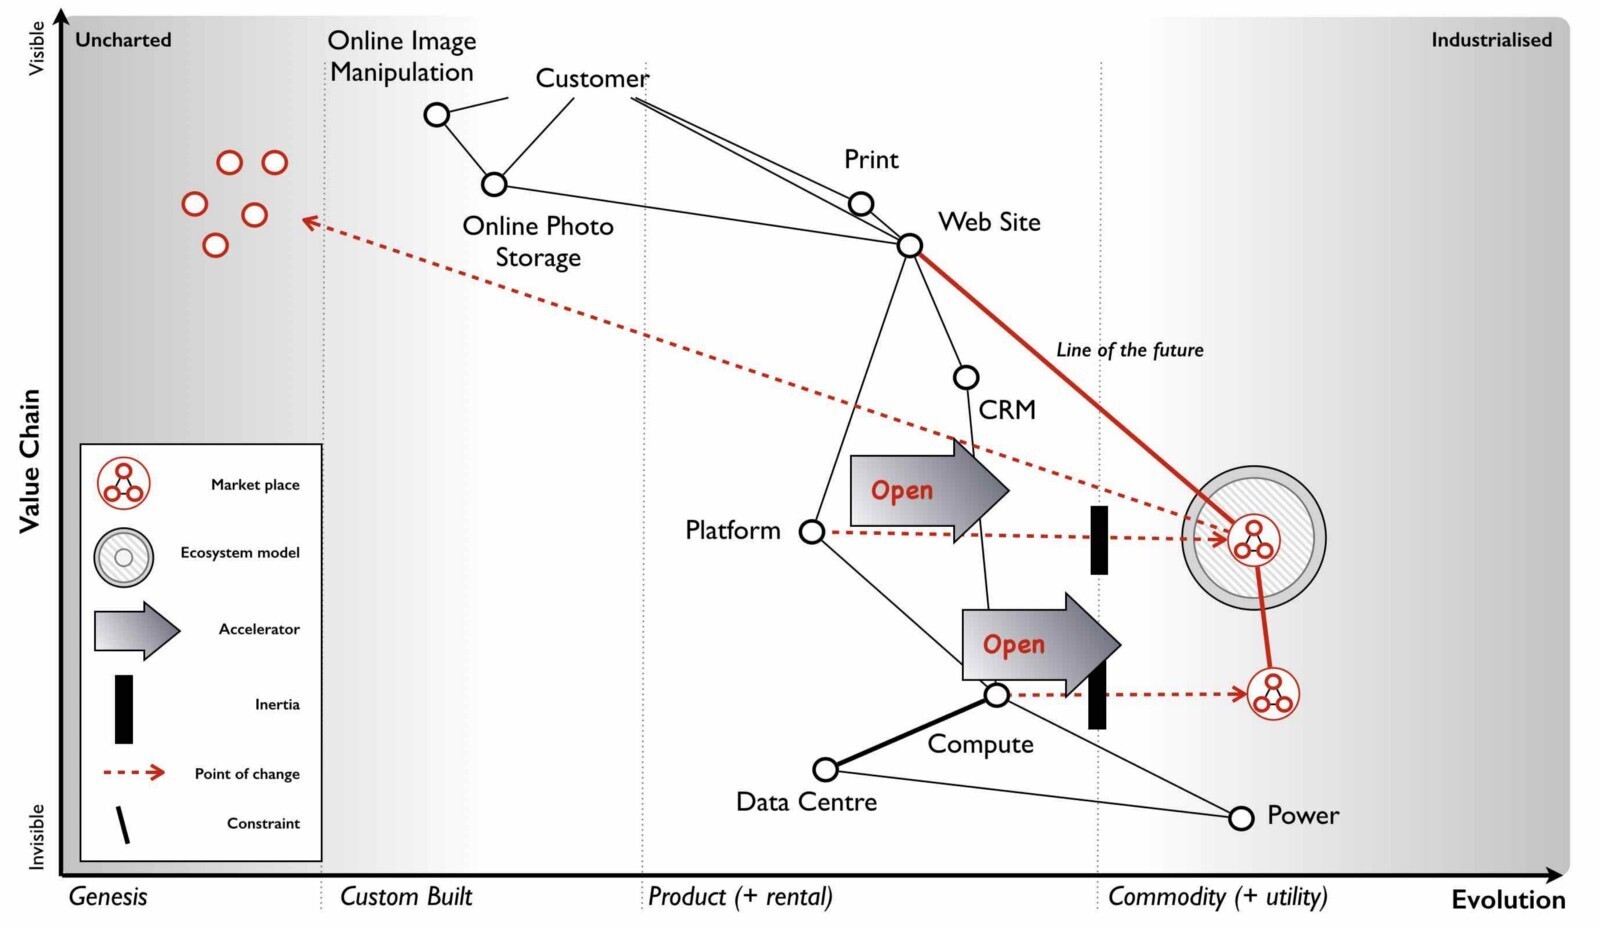 Visible
Uncharted
Industrialised
Online Image
Manipulation
Customer
Print
Web Site
Online Photo
Storage
Line of the future
CRM
Value Chain
Market place
Ecosystem model
Accelerator
Inertia
Point of change
Constraint
Open
Platform
Open
Compute
Data Centre
Power
Invisible
Genesis
Custom Built
Product (+ rental)
Commodity (+ utility)
Evolution